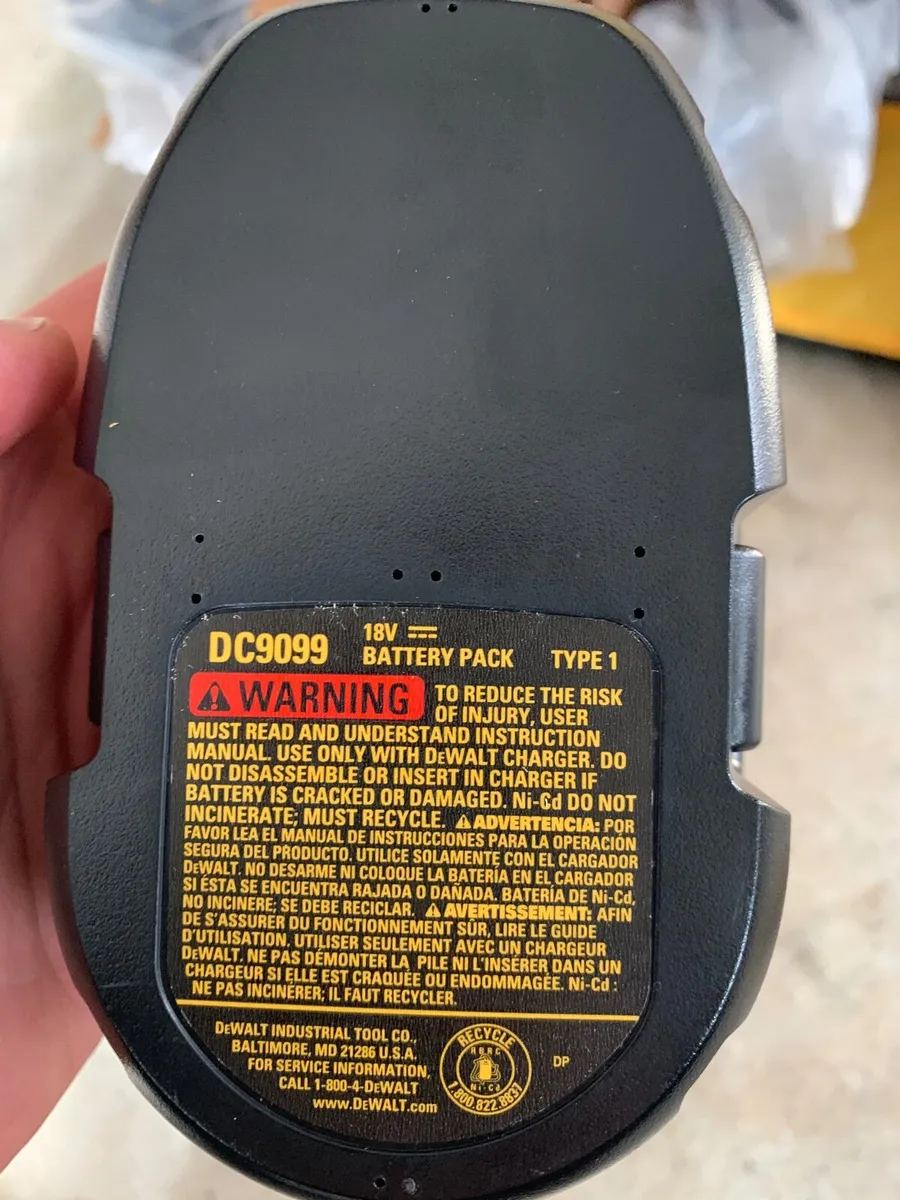 DC9099
18V
BATTERY PACK
TYPE 1
WARNING
TO REDUCE THE RISK
OF INJURY, USER
MUST READ AND UNDERSTAND INSTRUCTION
MANUAL. USE ONLY WITH DEWALT CHARGER. DO
NOT DISASSEMBLE OR INSERT IN CHARGER IF
BATTERY IS CRACKED OR DAMAGED. Ni-Cd DO NOT
INCINERATE; MUST RECYCLE. ADVERTENCIA: POR
FAVOR LEA EL MANUAL DE INSTRUCCIONES PARA LA OPERACIÓN
SEGURA DEL PRODUCTO. UTILICE SOLAMENTE CON EL CARGADOR
DEWALT. NO DESARME NI COLOQUE LA BATERÍA EN EL CARGADOR
SI ÉSTA SE ENCUENTRA RAJADA O DAÑADA. BATERÍA DE Ni-Cd,
NO INCINERE; SE DEBE RECICLAR. AVERTISSEMENT: AFIN
DE S'ASSURER DU FONCTIONNEMENT SÛR, LIRE LE GUIDE
D'UTILISATION. UTILISER SEULEMENT AVEC UN CHARGEUR
DEWALT. NE PAS DÉMONTER LA PILE NI L'INSÉRER DANS UN
CHARGEUR SI ELLE EST CRAQUÉE OU ENDOMMAGÉE. Ni-Cd :
NE PAS INCINÉRER; IL FAUT RECYCLER.
DEWALT INDUSTRIAL TOOL CO.,
BALTIMORE, MD 21286 U.S.A.
FOR SERVICE INFORMATION,
CALL 1-800-4-DEWALT
www.DEWALT.com
RECYCLE
RBRC
Ni-Cd
1.800.822.8837
DP